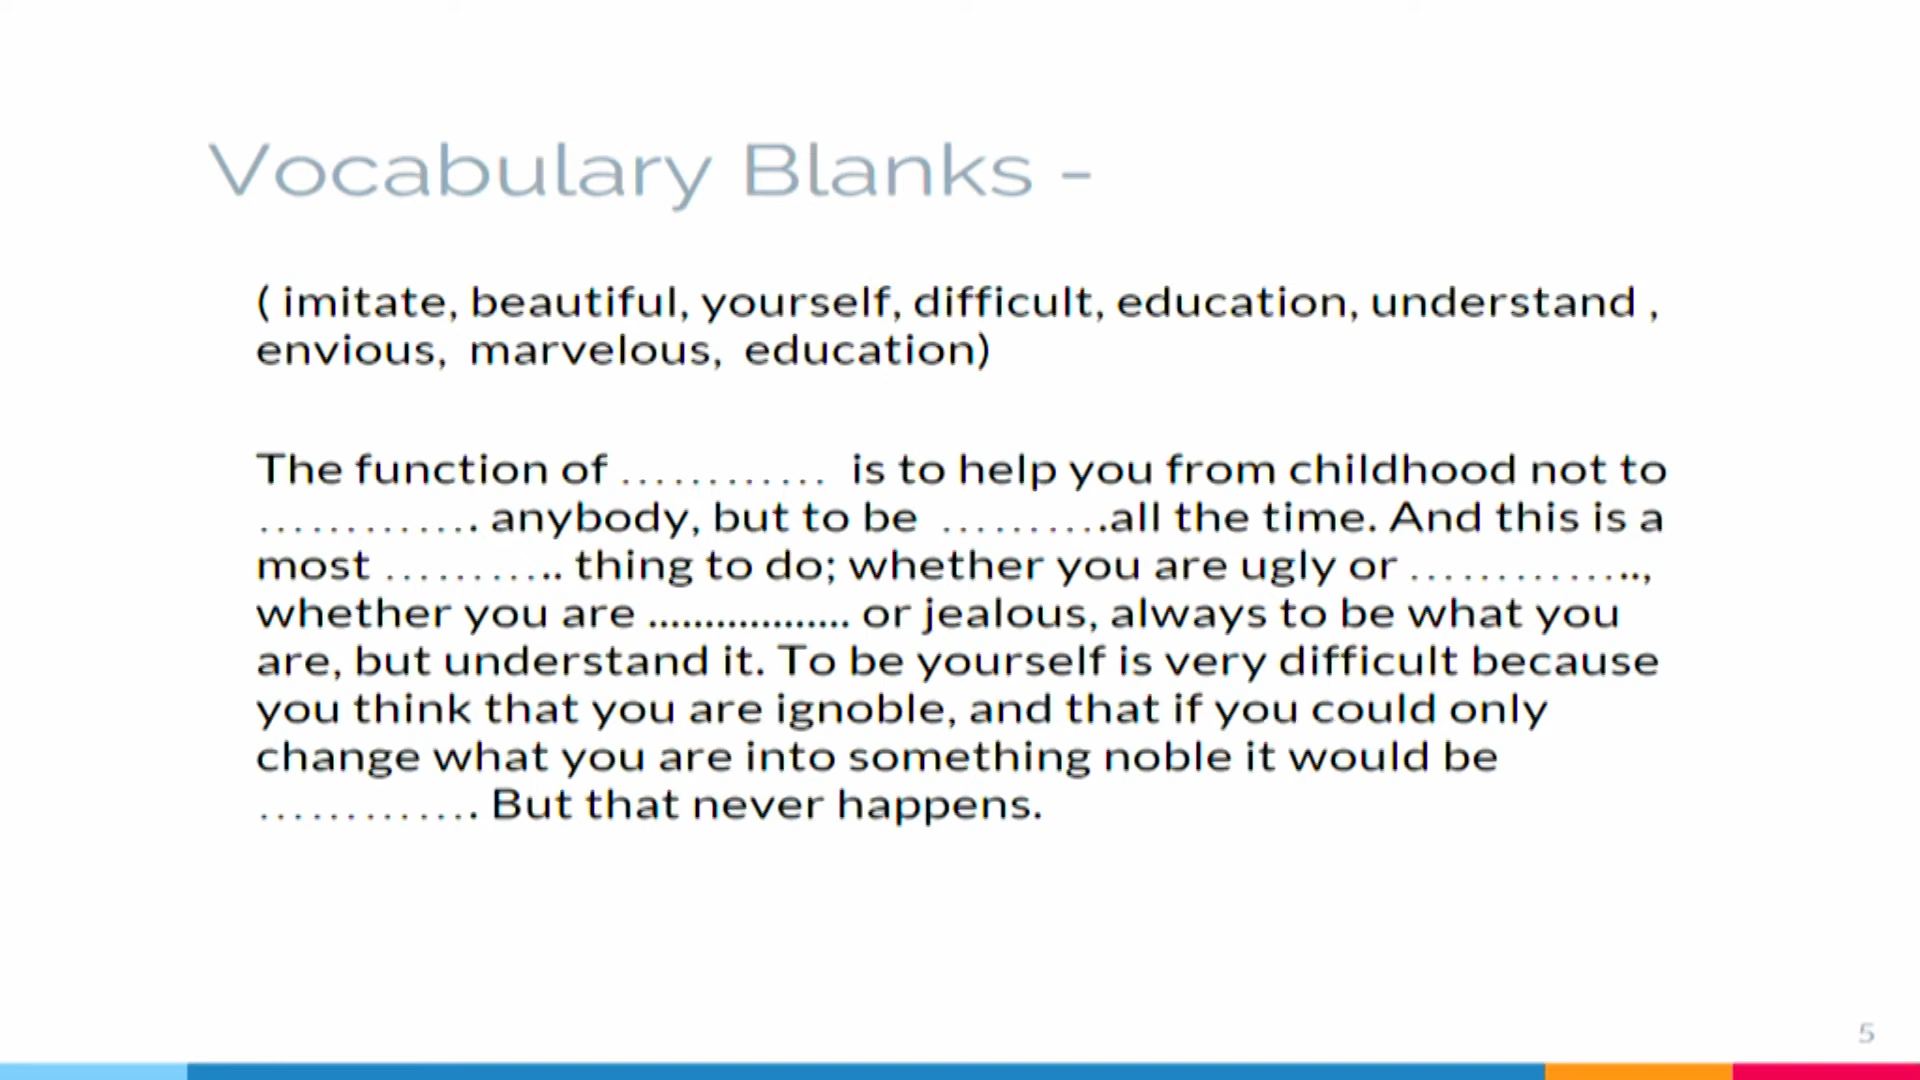 Vocabulary Blanks -
( imitate, beautiful, yourself, difficult, education, understand ,
envious, marvelous, education)
The function of ………… is to help you from childhood not to
…………. anybody, but to be ……….all the time. And this is a
most ……….. thing to do; whether you are ugly or …………..,
whether you are .................. or jealous, always to be what you
are, but understand it. To be yourself is very difficult because
you think that you are ignoble, and that if you could only
change what you are into something noble it would be
…………. But that never happens.
5